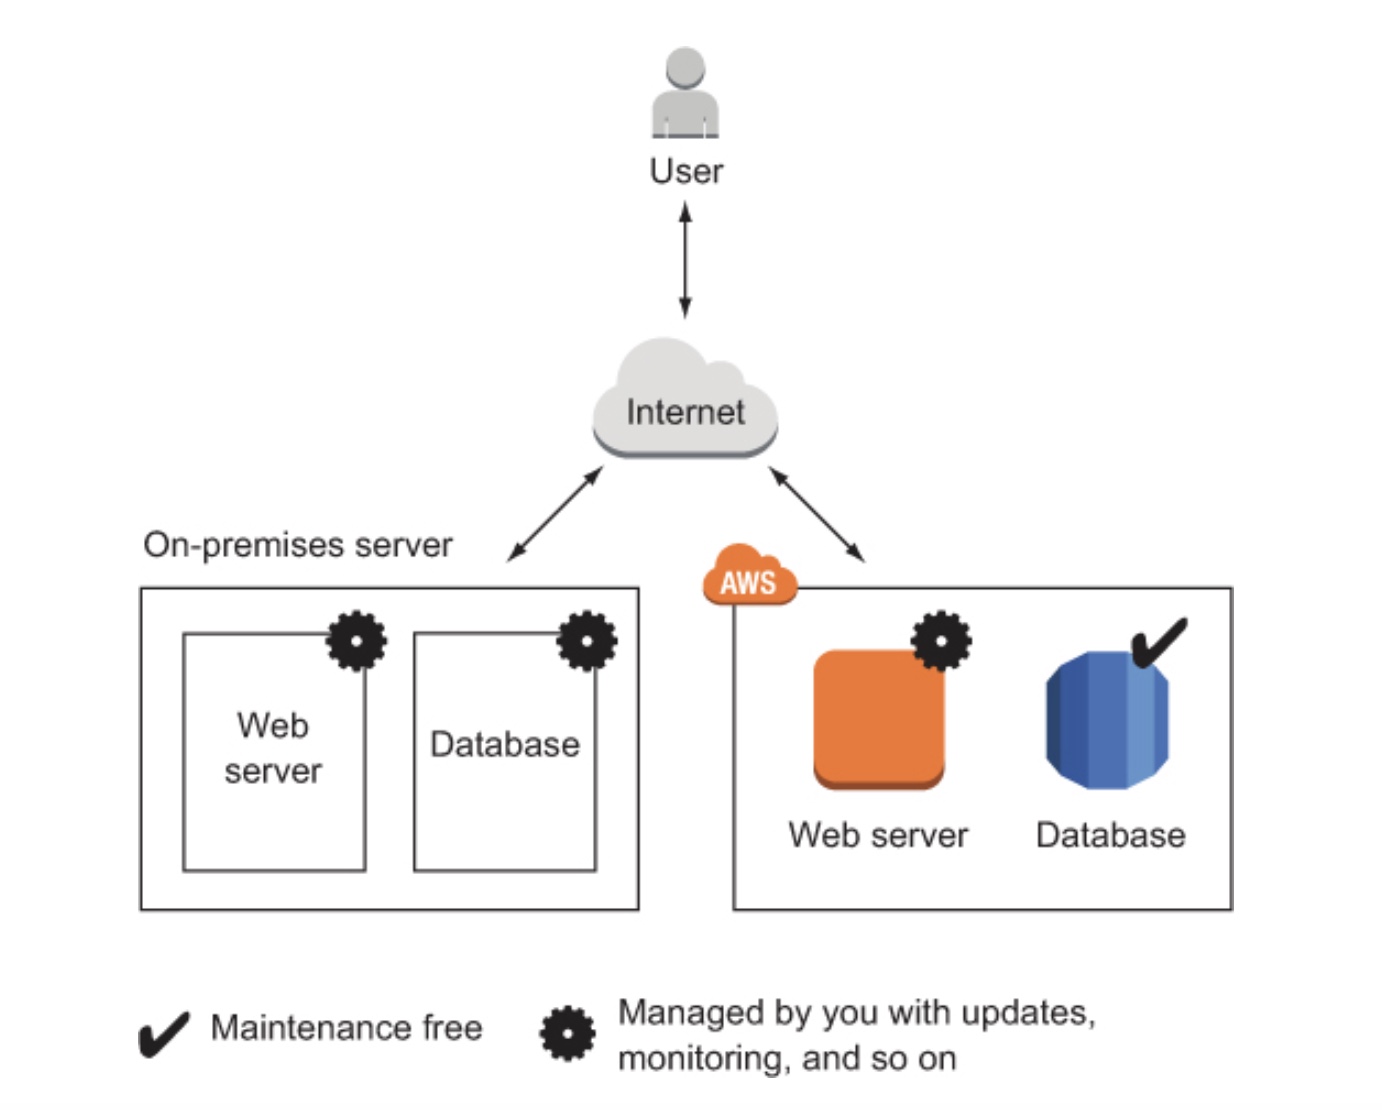 User
Internet
On-premises server
AWS
Web
server
Database
Web server
Database
Maintenance free
Managed by you with updates,
monitoring, and so on